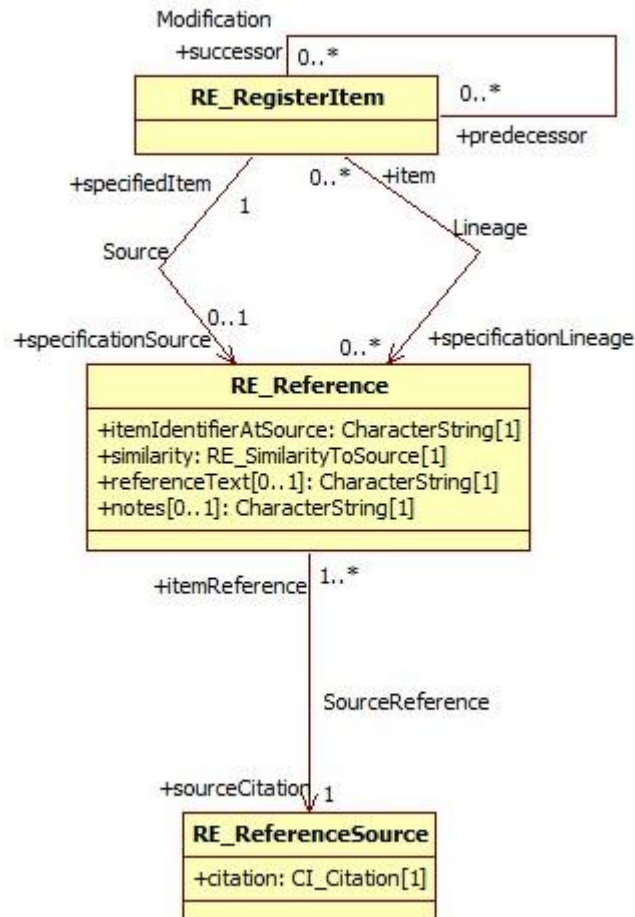 Modification
+successor 0..*
RE_RegisterItem
0..*
+predecessor
+specifiedItem
1
0..*
+item
Source
Lineage
0..1
+specificationSource
0..*
+specificationLineage
RE_Reference
+itemIdentifierAtSource: CharacterString[1]
+similarity: RE_SimilarityToSource[1]
+referenceText[0..1]: CharacterString[1]
+notes[0..1]: CharacterString[1]
+itemReference
1..*
SourceReference
+sourceCitation
1
RE_ReferenceSource
+citation: CI_Citation[1]